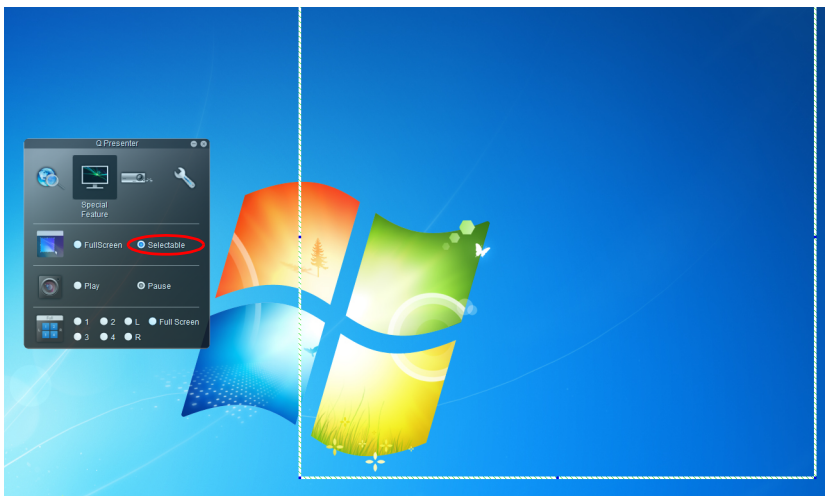 Q Presenter
Special
Feature
FullScreen Selectable
Play Pause
1 2 L Full Screen
3 4 R